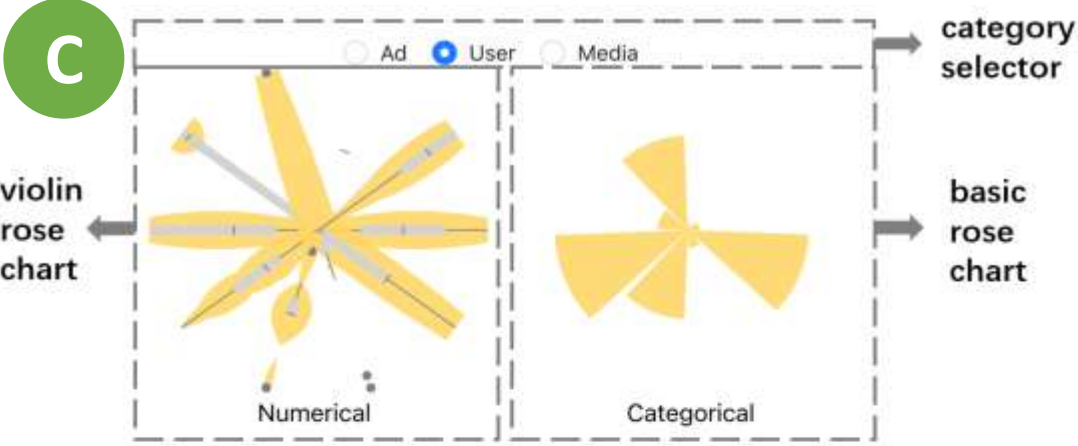 C
Ad User Media
category
selector
violin
rose
chart
basic
rose
chart
Numerical
Categorical